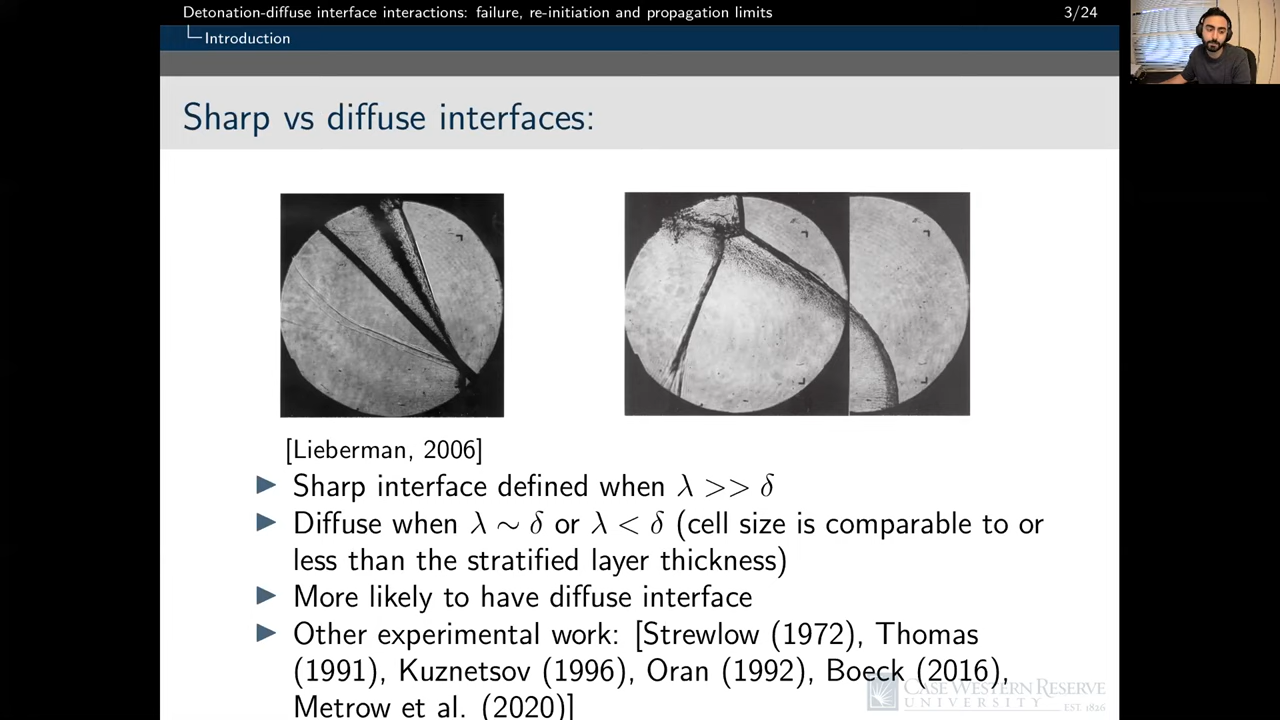 Detonation-diffuse interface interactions: failure, re-initiation and propagation limits
3/24
Introduction
Sharp vs diffuse interfaces:
[Lieberman, 2006]
Sharp interface defined when λ >> δ
Diffuse when λ ∼ δ or λ < δ (cell size is comparable to or
less than the stratified layer thickness)
More likely to have diffuse interface
Other experimental work: [Strewlow (1972), Thomas
(1991), Kuznetsov (1996), Oran (1992), Boeck (2016),
Metrow et al. (2020)]
CASE WESTERN RESERVE
UNIVERSITY EST. 1826